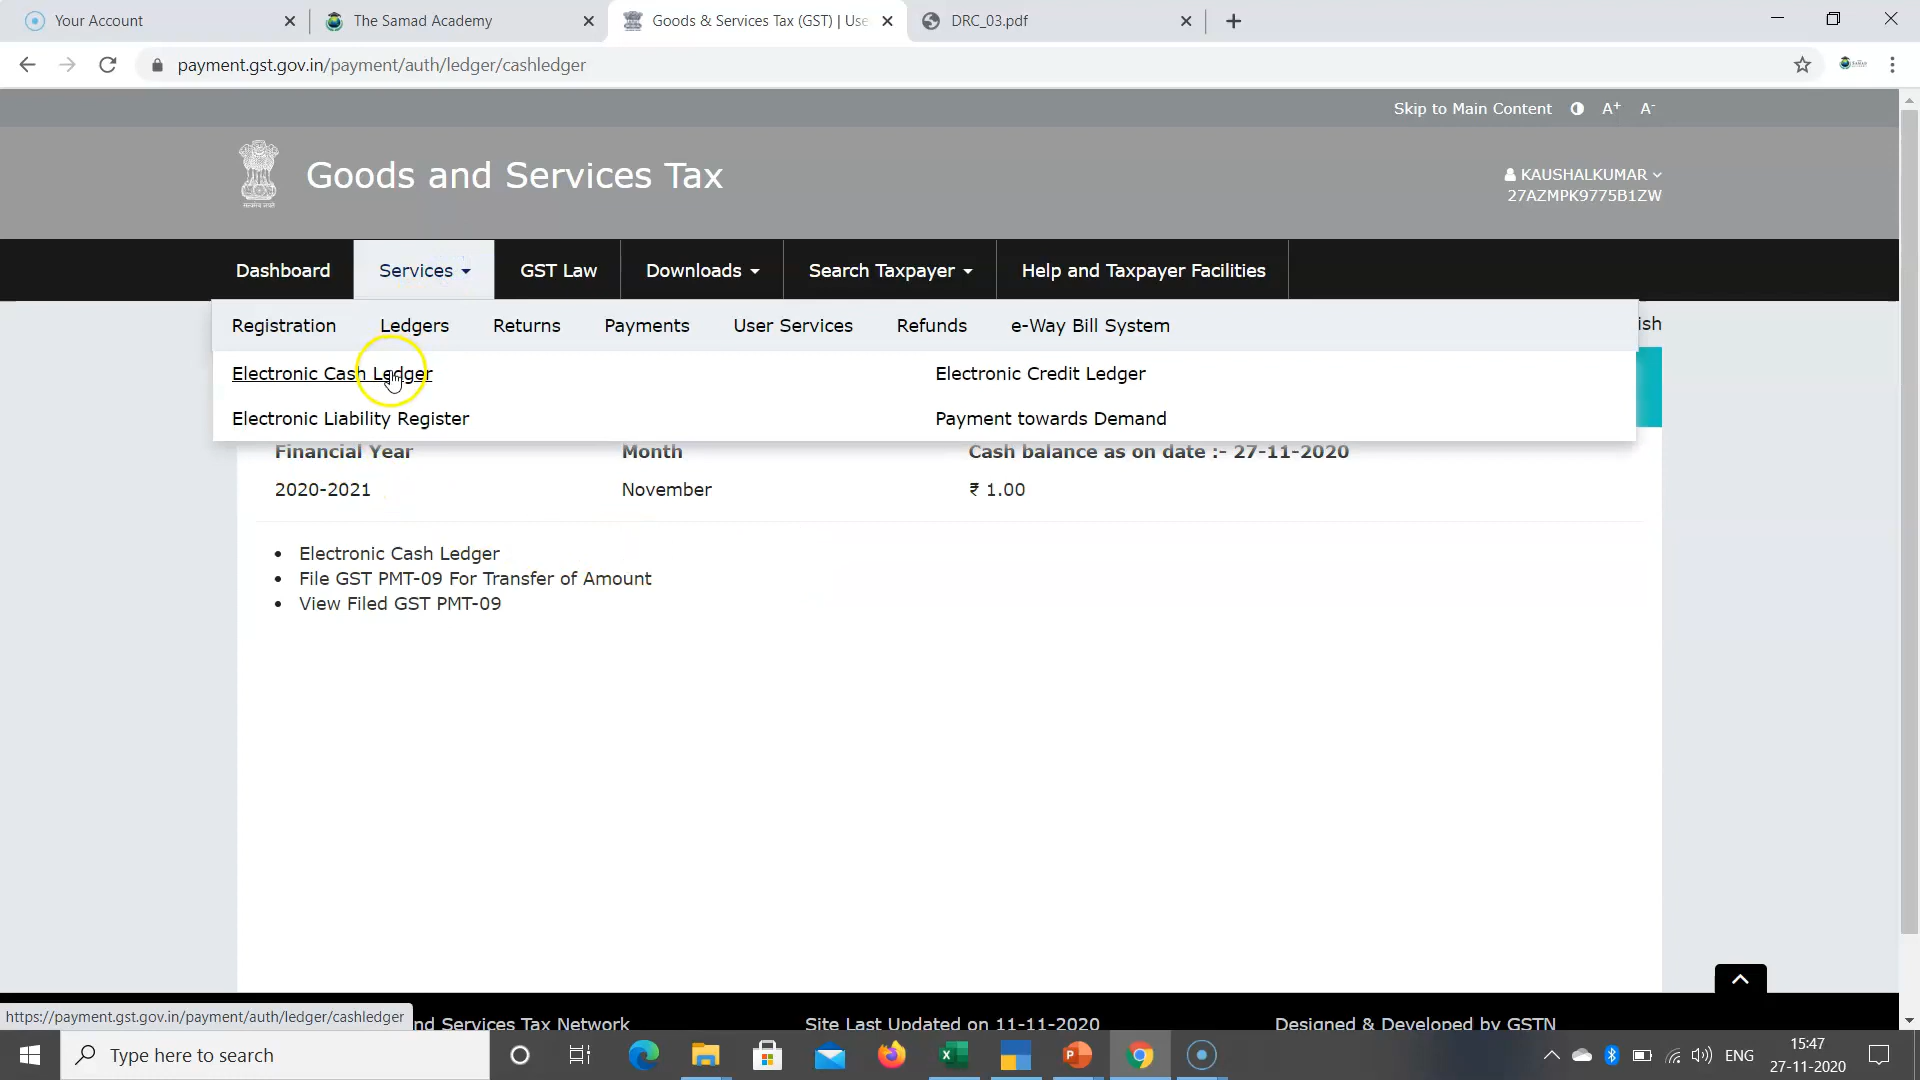 Your Account
The Samad Academy
Goods & Services Tax (GST) | Use
DRC_03.pdf
payment.gst.gov.in/payment/auth/ledger/cashledger
Skip to Main Content A+ A-
Goods and Services Tax
KAUSHALKUMAR
27AZMPK9775B1ZW
Dashboard Services GST Law Downloads Search Taxpayer Help and Taxpayer Facilities
Registration Ledgers Returns Payments User Services Refunds e-Way Bill System
ish
Electronic Cash Ledger Electronic Credit Ledger
Electronic Liability Register Payment towards Demand
Financial Year Month Cash balance as on date :- 27-11-2020
2020-2021 November ₹ 1.00
• Electronic Cash Ledger
• File GST PMT-09 For Transfer of Amount
• View Filed GST PMT-09
https://payment.gst.gov.in/payment/auth/ledger/cashledger
nd Services Tax Network Site Last Updated on 11-11-2020 Designed & Developed by GSTN
Type here to search
ENG
15:47
27-11-2020